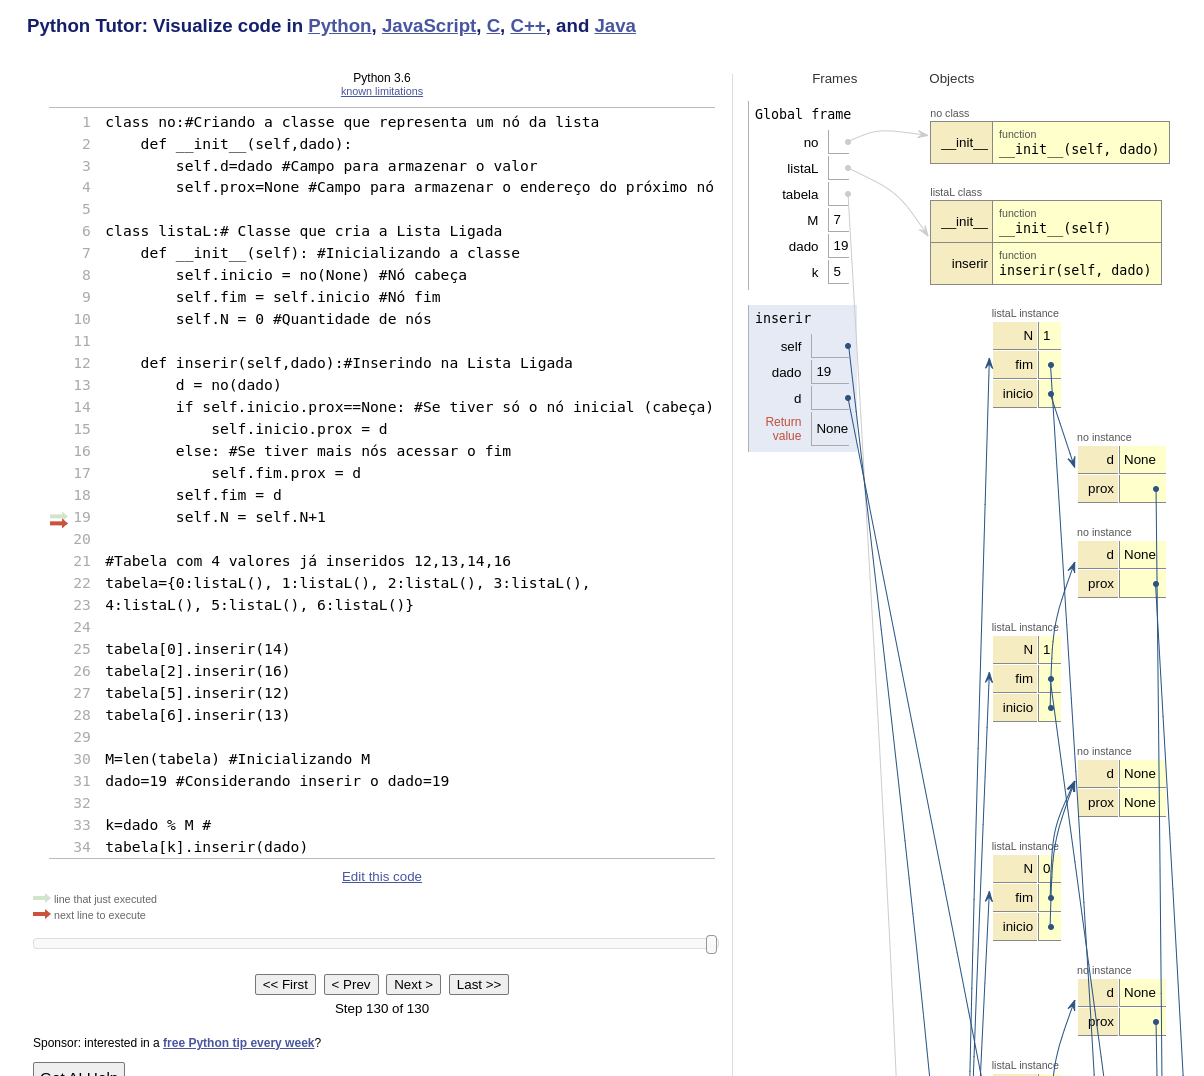 Python Tutor: Visualize code in Python, JavaScript, C, C++, and Java
Python 3.6
known limitations
1 class no:#Criando a classe que representa um nó da lista
2     def __init__(self,dado):
3         self.d=dado #Campo para armazenar o valor
4         self.prox=None #Campo para armazenar o endereço do próximo nó
5
6 class listaL:# Classe que cria a Lista Ligada
7     def __init__(self): #Inicializando a classe
8         self.inicio = no(None) #Nó cabeça
9         self.fim = self.inicio #Nó fim
10         self.N = 0 #Quantidade de nós
11
12     def inserir(self,dado):#Inserindo na Lista Ligada
13         d = no(dado)
14         if self.inicio.prox==None: #Se tiver só o nó inicial (cabeça)
15             self.inicio.prox = d
16         else: #Se tiver mais nós acessar o fim
17             self.fim.prox = d
18         self.fim = d
19         self.N = self.N+1
20
21 #Tabela com 4 valores já inseridos 12,13,14,16
22 tabela={0:listaL(), 1:listaL(), 2:listaL(), 3:listaL(),
23 4:listaL(), 5:listaL(), 6:listaL()}
24
25 tabela[0].inserir(14)
26 tabela[2].inserir(16)
27 tabela[5].inserir(12)
28 tabela[6].inserir(13)
29
30 M=len(tabela) #Inicializando M
31 dado=19 #Considerando inserir o dado=19
32
33 k=dado % M #
34 tabela[k].inserir(dado)
Edit this code
line that just executed
next line to execute
<< First < Prev Next > Last >>
Step 130 of 130
Sponsor: interested in a free Python tip every week?
Get AI Help
Frames Objects
Global frame
no
listaL
tabela
M 7
dado 19
k 5
inserir
self
dado 19
d
Return
value None
no class
__init__ function
__init__(self, dado)
listaL class
__init__ function
__init__(self)
inserir function
inserir(self, dado)
listaL instance
N 1
fim
inicio
no instance
d None
prox
no instance
d None
prox
listaL instance
N 1
fim
inicio
no instance
d None
prox None
listaL instance
N 0
fim
inicio
no instance
d None
prox
listaL instance